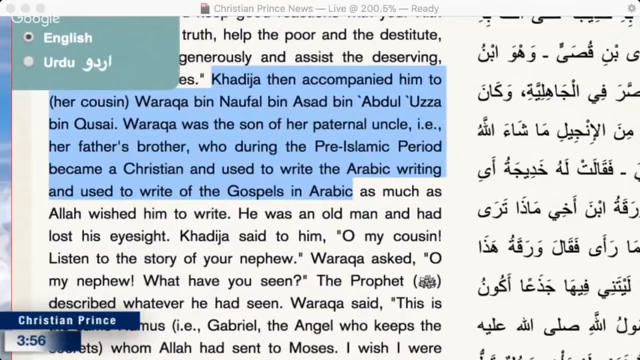 Christian Prince News — Live @ 200.5% — Ready
Google
English
Urdu اردو
truth, help the poor and the destitute,
generously and assist the deserving,
es." Khadija then accompanied him to
(her cousin) Waraqa bin Naufal bin Asad bin `Abdul `Uzza
bin Qusai. Waraqa was the son of her paternal uncle, i.e.,
her father's brother, who during the Pre-Islamic Period
became a Christian and used to write the Arabic writing
and used to write of the Gospels in Arabic as much as
Allah wished him to write. He was an old man and had
lost his eyesight. Khadija said to him, "O my cousin!
Listen to the story of your nephew." Waraqa asked, "O
my nephew! What have you seen?" The Prophet (ﷺ)
described whatever he had seen. Waraqa said, "This is
(i.e., Gabriel, the Angel who keeps the
whom Allah had sent to Moses. I wish I were
بْنِ قُصَىٍّ ـ وَهْوَ ابْنُ
فِي الْجَاهِلِيَّةِ، وَكَانَ
مِنَ الإِنْجِيلِ مَا شَاءَ اللَّهُ
ـ فَقَالَتْ لَهُ خَدِيجَةُ أَىِ
وَرَقَةُ ابْنَ أَخِي مَاذَا تَرَى
رَأَى فَقَالَ وَرَقَةُ هَذَا
لَيْتَنِي فِيهَا جَذَعًا أَكُونُ
اللَّهِ صلى الله عليه
Christian Prince
3:56